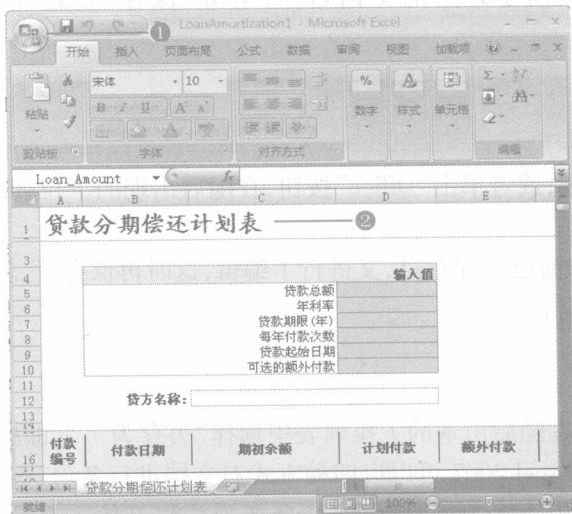 LoanAmortization1 - Microsoft Excel
❶
开始 插入 页面布局 公式 数据 审阅 视图 加载项
宋体 10
粘贴
B I U A A
% A Σ
数字 样式 单元格
剪贴板 字体 对齐方式 编辑
Loan_Amount fx
A B C D E
1 贷款分期偿还计划表 ❷
3
4 输入值
5 贷款总额
6 年利率
7 贷款期限(年)
8 每年付款次数
9 贷款起始日期
10 可选的额外付款
11
12 贷方名称:
13
16 付款编号 付款日期 期初余额 计划付款 额外付款
贷款分期偿还计划表
就绪 100%